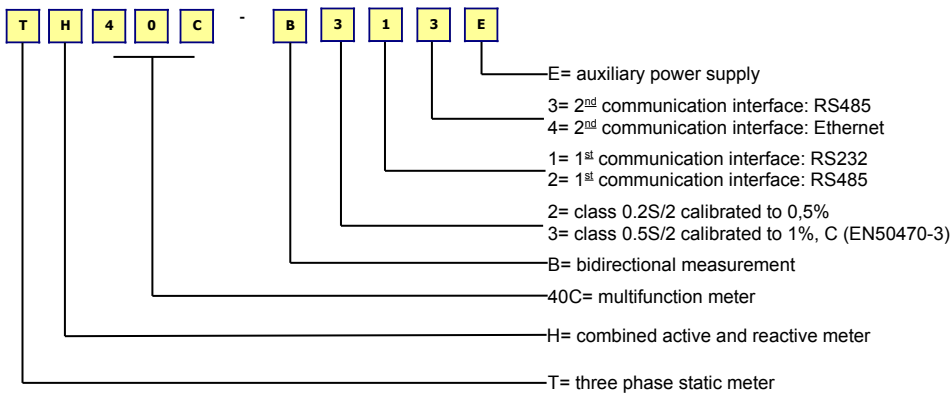 T H 4 0 C - B 3 1 3 E
E= auxiliary power supply
3= 2nd communication interface: RS485
4= 2nd communication interface: Ethernet
1= 1st communication interface: RS232
2= 1st communication interface: RS485
2= class 0.2S/2 calibrated to 0,5%
3= class 0.5S/2 calibrated to 1%, C (EN50470-3)
B= bidirectional measurement
40C= multifunction meter
H= combined active and reactive meter
T= three phase static meter